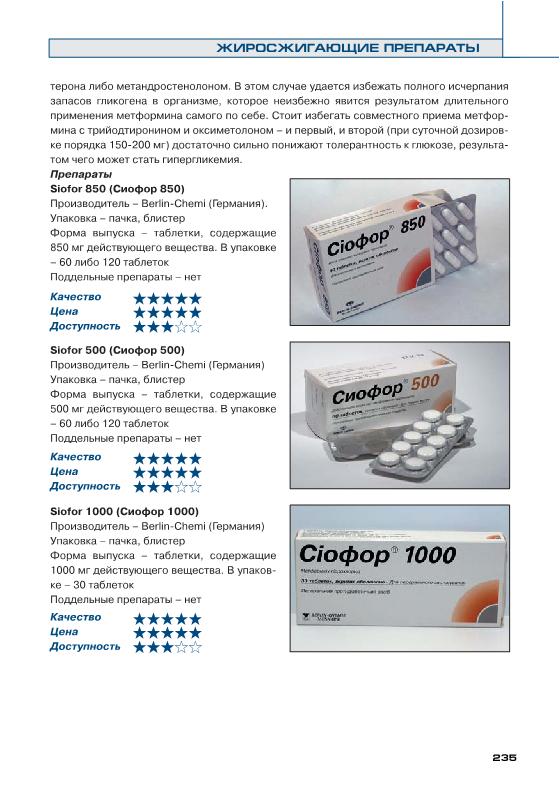 ЖИРОСЖИГАЮЩИЕ ПРЕПАРАТЫ
терона либо метандростенолоном. В этом случае удается избежать полного исчерпания
запасов гликогена в организме, которое неизбежно явится результатом длительного
применения метформина самого по себе. Стоит избегать совместного приема метфор-
мина с трийодтиронином и оксиметолоном – и первый, и второй (при суточной дозиров-
ке порядка 150-200 мг) достаточно сильно понижают толерантность к глюкозе, результа-
том чего может стать гипергликемия.
Препараты
Siofor 850 (Сиофор 850)
Производитель – Berlin-Chemi (Германия).
Упаковка – пачка, блистер
Форма выпуска – таблетки, содержащие
850 мг действующего вещества. В упаковке
– 60 либо 120 таблеток
Поддельные препараты – нет
Качество ★★★★★
Цена ★★★★★
Доступность ★★★☆☆
Сіофор® 850
Siofor 500 (Сиофор 500)
Производитель – Berlin-Chemi (Германия)
Упаковка – пачка, блистер
Форма выпуска – таблетки, содержащие
500 мг действующего вещества. В упаковке
– 60 либо 120 таблеток
Поддельные препараты – нет
Качество ★★★★★
Цена ★★★★★
Доступность ★★★☆☆
Сиофор® 500
Siofor 1000 (Сиофор 1000)
Производитель – Berlin-Chemi (Германия)
Упаковка – пачка, блистер
Форма выпуска – таблетки, содержащие
1000 мг действующего вещества. В упаков-
ке – 30 таблеток
Поддельные препараты – нет
Качество ★★★★★
Цена ★★★★★
Доступность ★★★☆☆
Сіофор® 1000
235